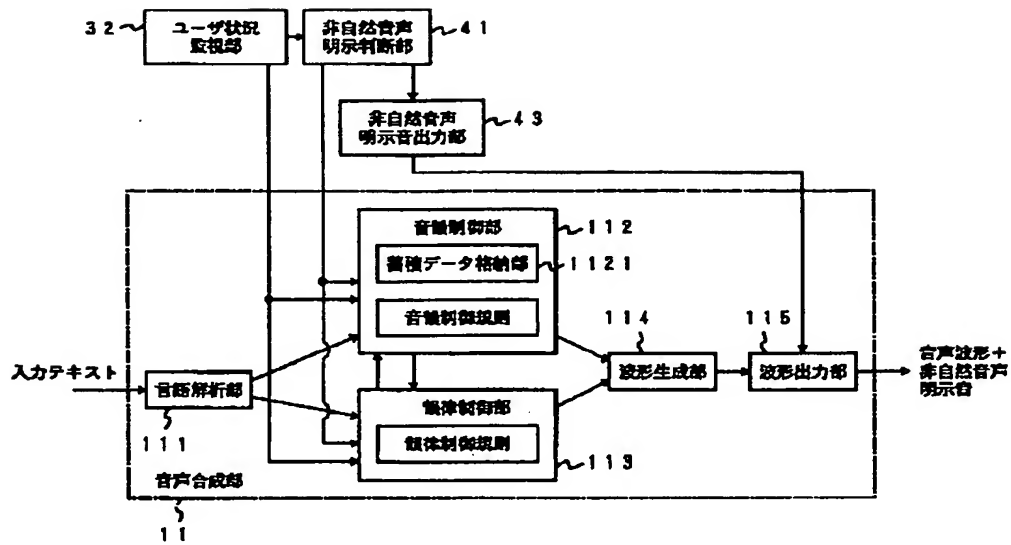 32
ユーザ状況
監視部
非自然音声
明示判断部
41
非自然音声
明示音出力部
43
音韻制御部
112
蓄積データ格納部
1121
音韻制御規則
114
115
入力テキスト
言語解析部
111
波形生成部
波形出力部
音声波形+
非自然音声
明示音
韻律制御部
韻律制御規則
113
音声合成部
11